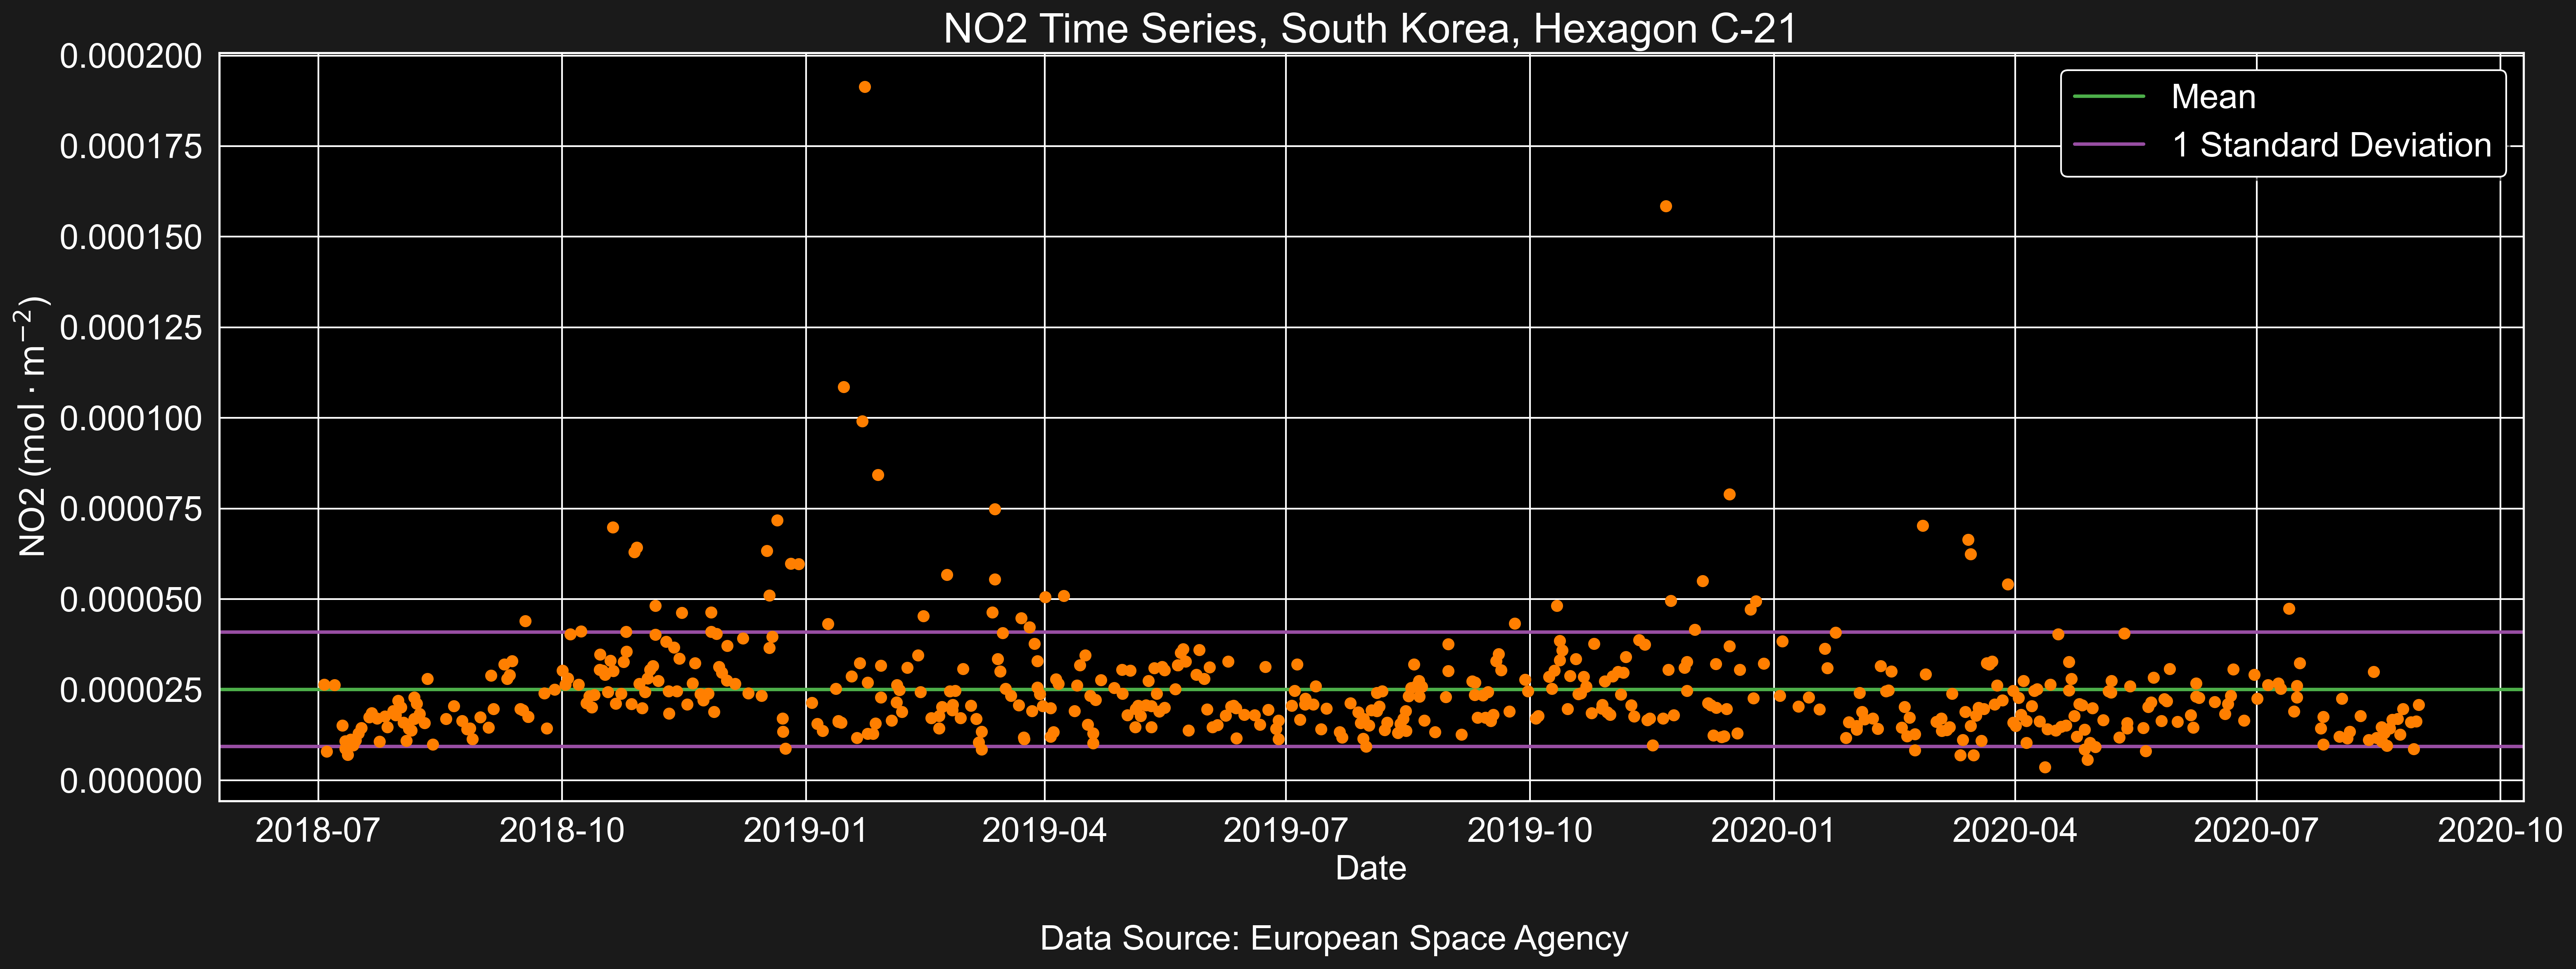 NO2 Time Series, South Korea, Hexagon C-21
0.000200
0.000175
0.000150
0.000125
0.000100
0.000075
0.000050
0.000025
0.000000
NO2 (mol · m⁻²)
Mean
1 Standard Deviation
2018-07 2018-10 2019-01 2019-04 2019-07 2019-10 2020-01 2020-04 2020-07 2020-10
Date
Data Source: European Space Agency